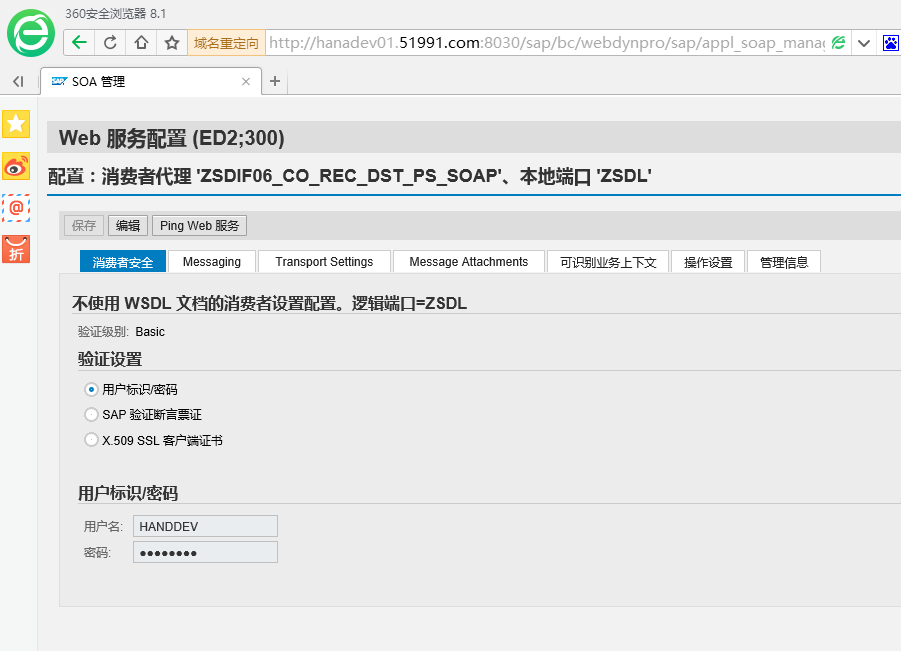 360安全浏览器 8.1
域名重定向 http://hanadev01.51991.com:8030/sap/bc/webdynpro/sap/appl_soap_manag
SAP SOA 管理
@
折
Web 服务配置 (ED2;300)
配置：消费者代理 'ZSDIF06_CO_REC_DST_PS_SOAP'、本地端口 'ZSDL'
保存 编辑 Ping Web 服务
消费者安全 Messaging Transport Settings Message Attachments 可识别业务上下文 操作设置 管理信息
不使用 WSDL 文档的消费者设置配置。逻辑端口=ZSDL
验证级别: Basic
验证设置
用户标识/密码
SAP 验证断言票证
X.509 SSL 客户端证书
用户标识/密码
用户名: HANDDEV
密码: ●●●●●●●●